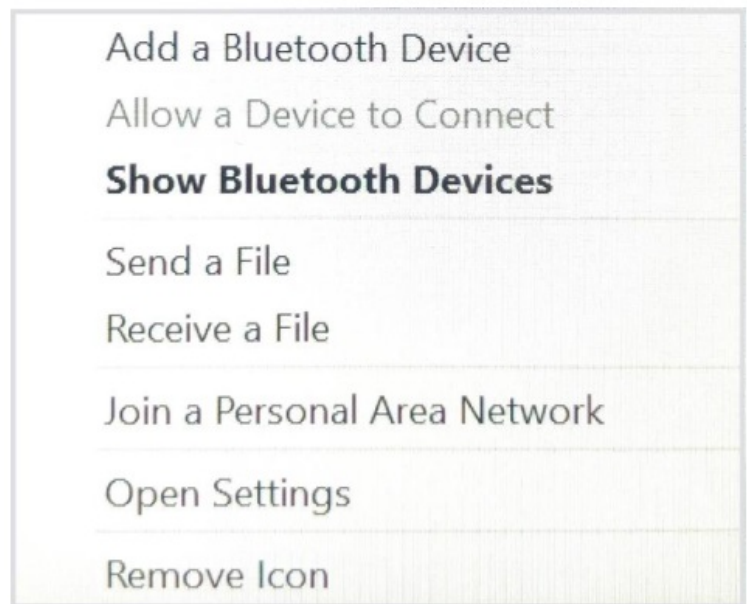 Add a Bluetooth Device
Allow a Device to Connect
Show Bluetooth Devices
Send a File
Receive a File
Join a Personal Area Network
Open Settings
Remove Icon